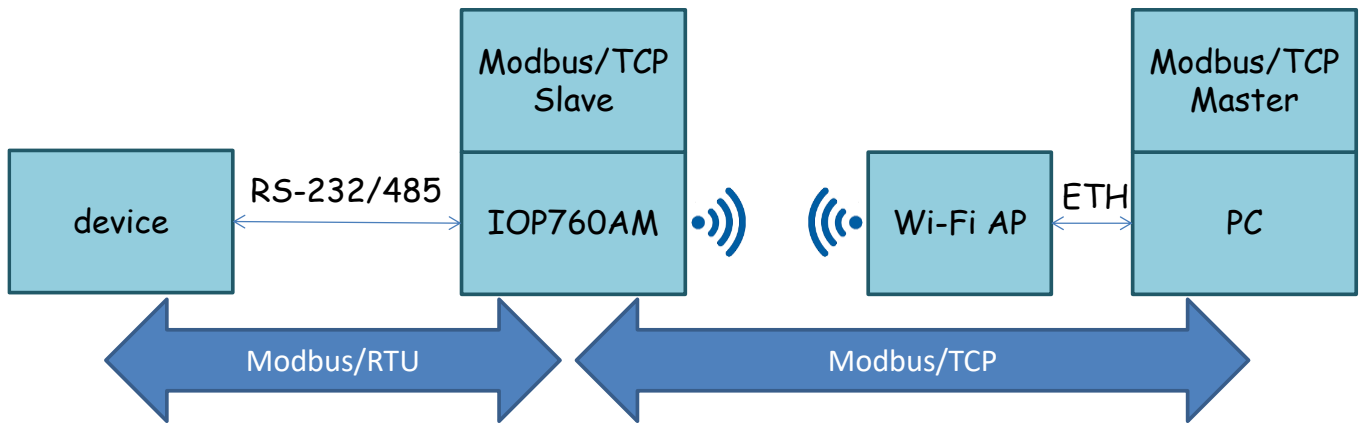 Modbus/TCP
Slave
Modbus/TCP
Master
device
RS-232/485
IOP760AM
Wi-Fi AP
ETH
PC
Modbus/RTU
Modbus/TCP